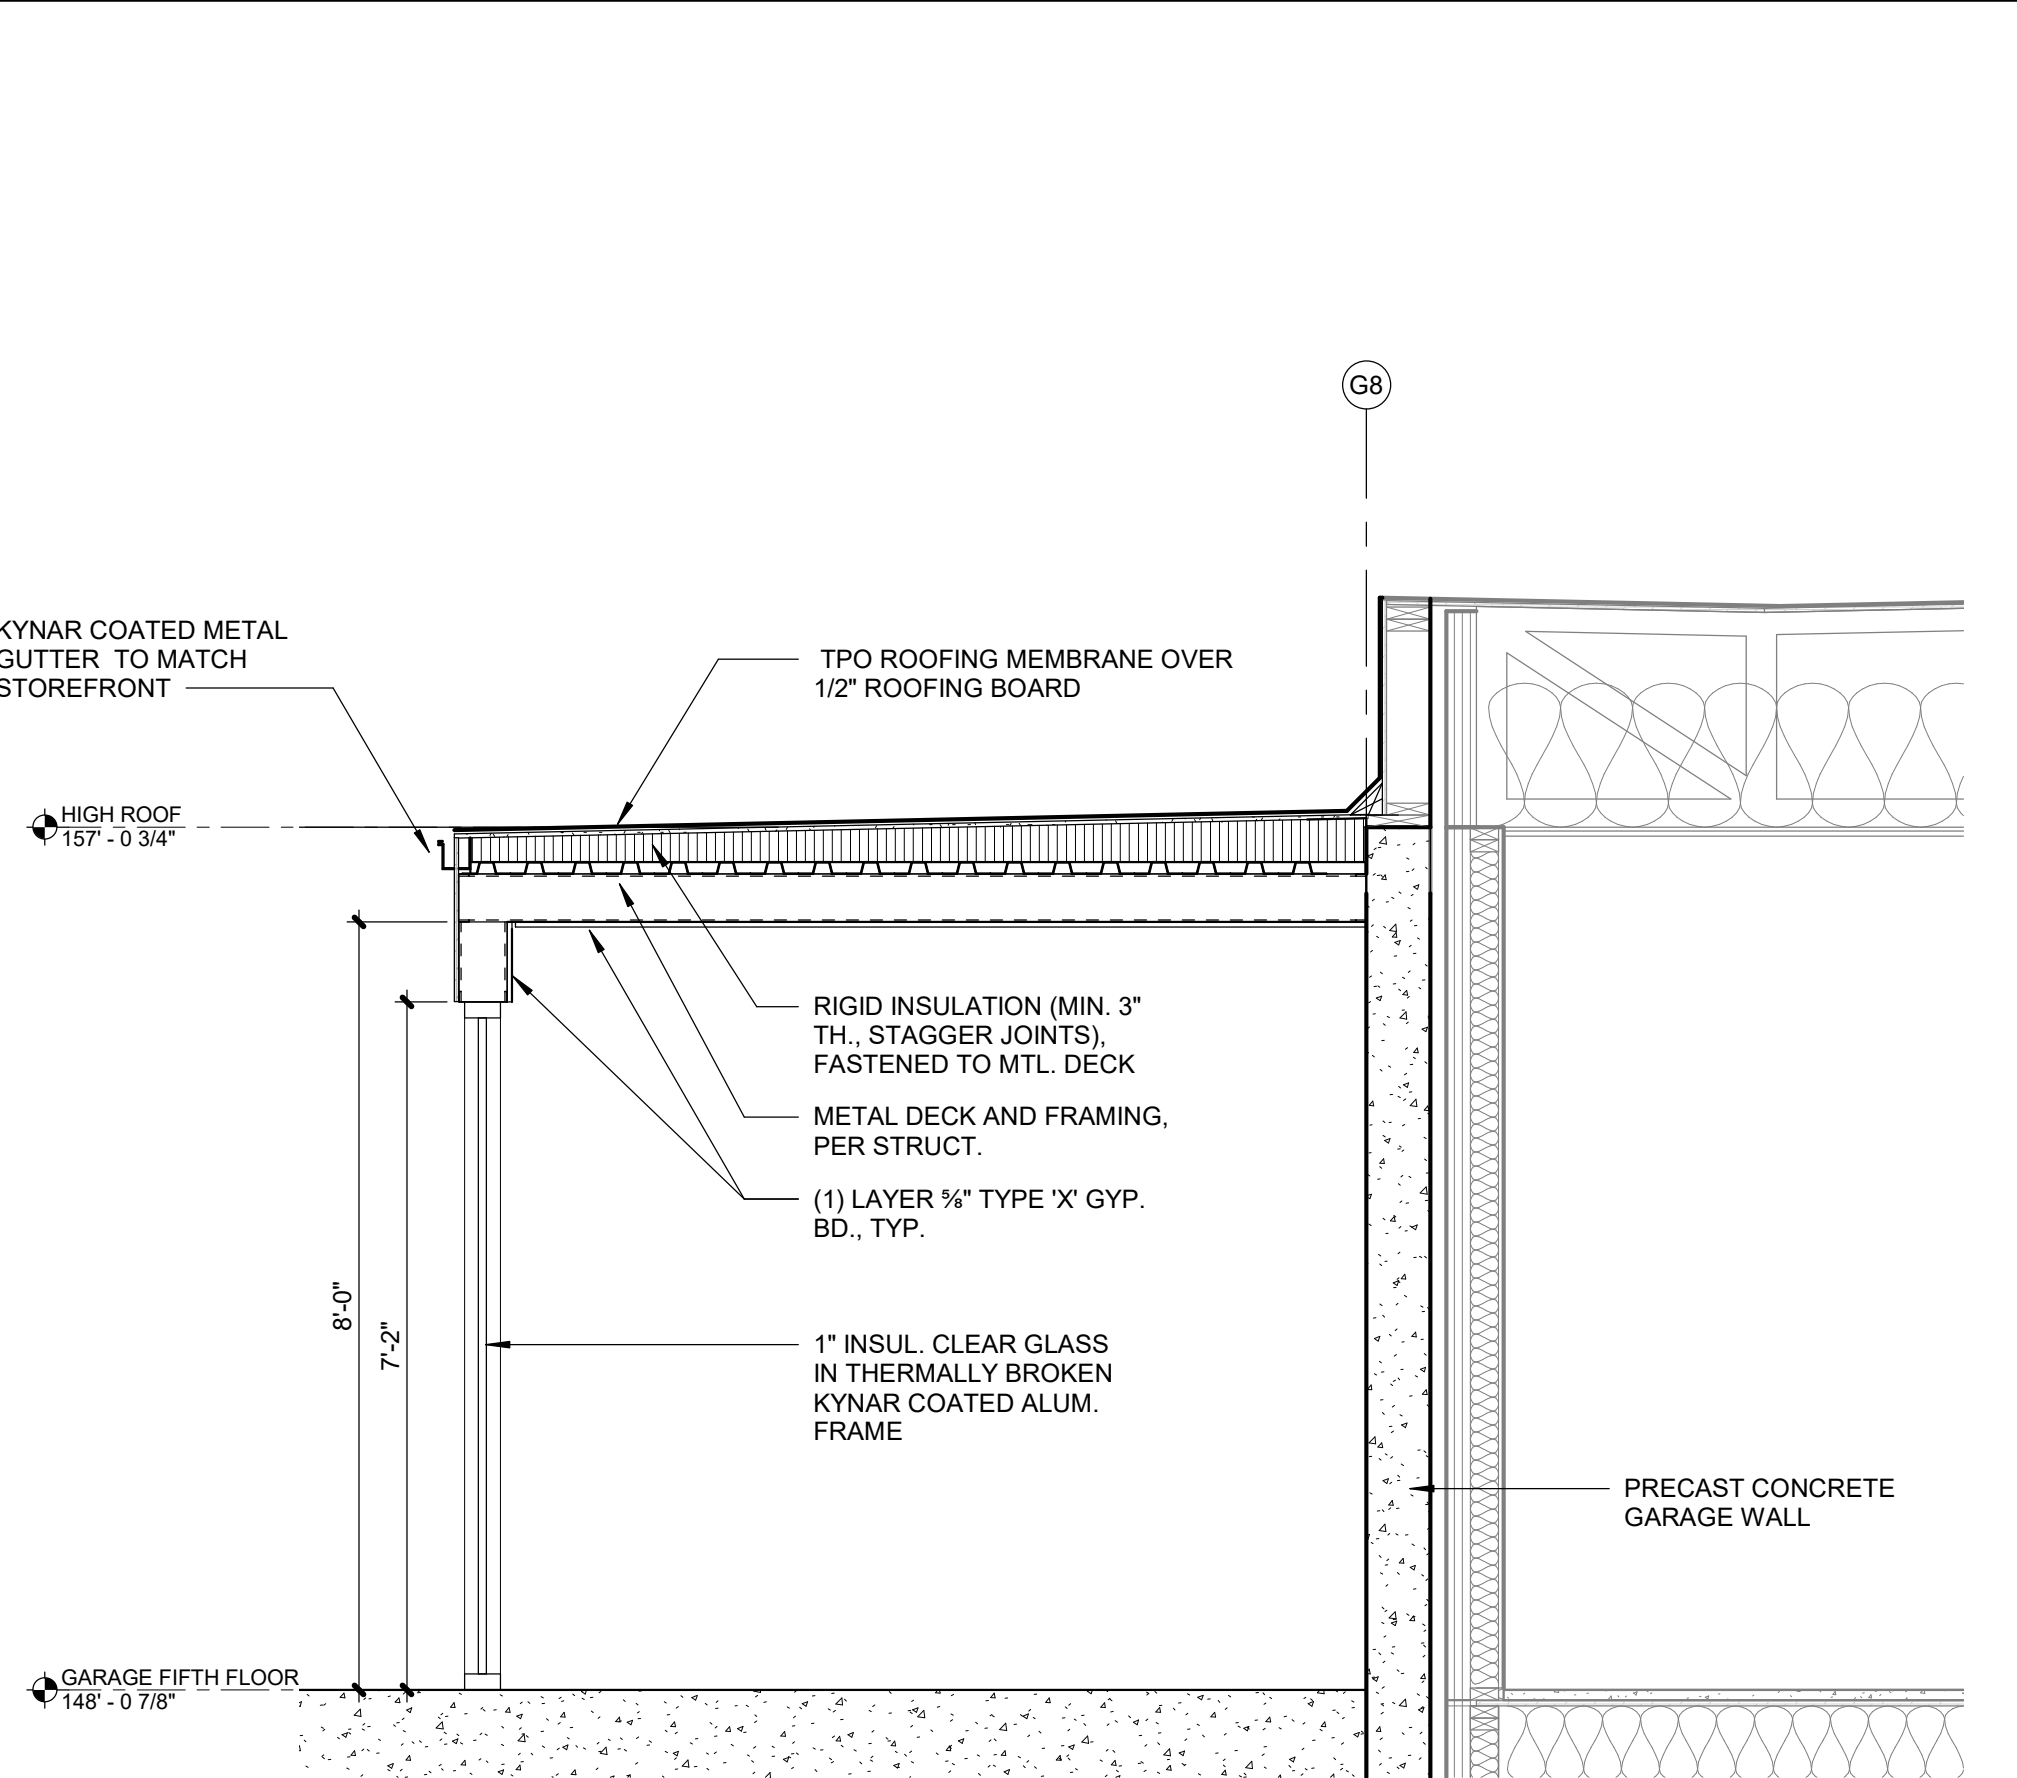 G8
KYNAR COATED METAL
GUTTER TO MATCH
STOREFRONT
TPO ROOFING MEMBRANE OVER
1/2" ROOFING BOARD
HIGH ROOF
157' - 0 3/4"
RIGID INSULATION (MIN. 3"
TH., STAGGER JOINTS),
FASTENED TO MTL. DECK
METAL DECK AND FRAMING,
PER STRUCT.
(1) LAYER ⅝" TYPE 'X' GYP.
BD., TYP.
8'-0"
7'-2"
1" INSUL. CLEAR GLASS
IN THERMALLY BROKEN
KYNAR COATED ALUM.
FRAME
PRECAST CONCRETE
GARAGE WALL
GARAGE FIFTH FLOOR
148' - 0 7/8"